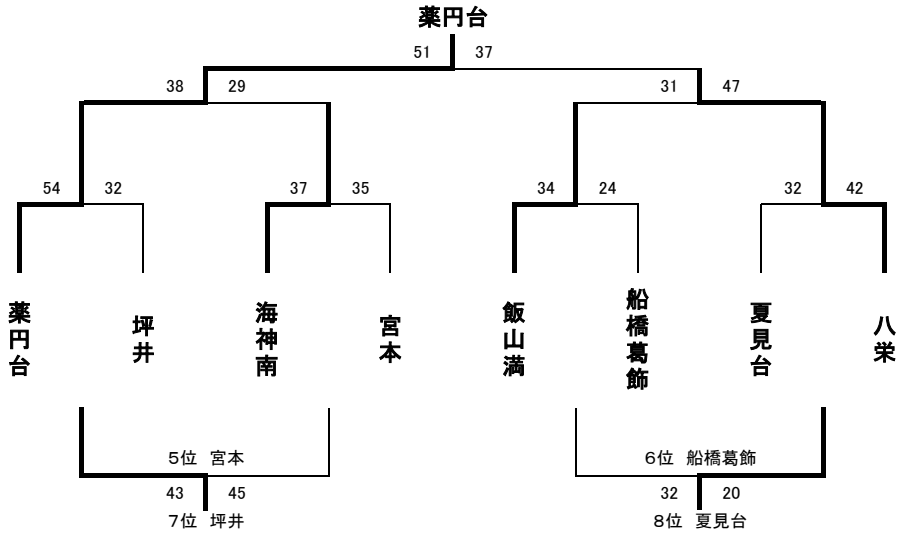 薬円台
51 37
38 29
31 47
54 32
37 35
34 24
32 42
薬円台
坪井
海神南
宮本
飯山満
船橋葛飾
夏見台
八栄
5位 宮本
6位 船橋葛飾
43 45
32 20
7位 坪井
8位 夏見台